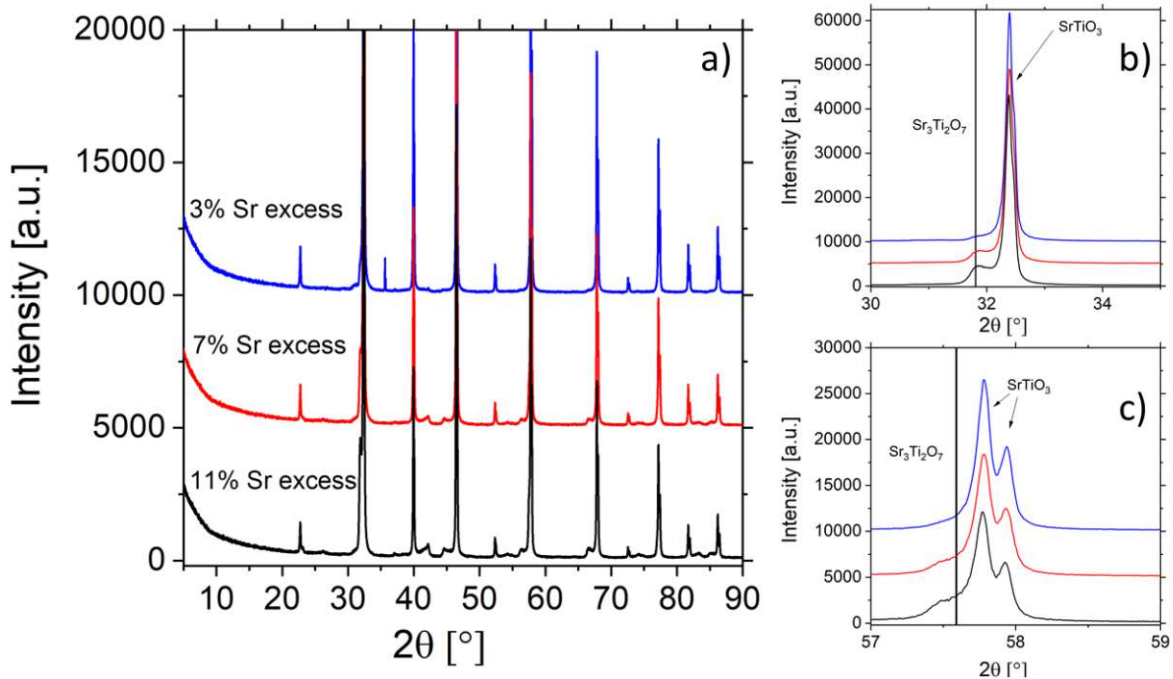 a)
Intensity [a.u.]
20000
15000
10000
5000
0
3% Sr excess
7% Sr excess
11% Sr excess
10 20 30 40 50 60 70 80 90
2θ [°]
b)
Intensity [a.u.]
60000
50000
40000
30000
20000
10000
0
SrTiO₃
Sr₃Ti₂O₇
30 32 34
2θ [°]
c)
Intensity [a.u.]
30000
25000
20000
15000
10000
5000
0
SrTiO₃
Sr₃Ti₂O₇
57 58 59
2θ [°]